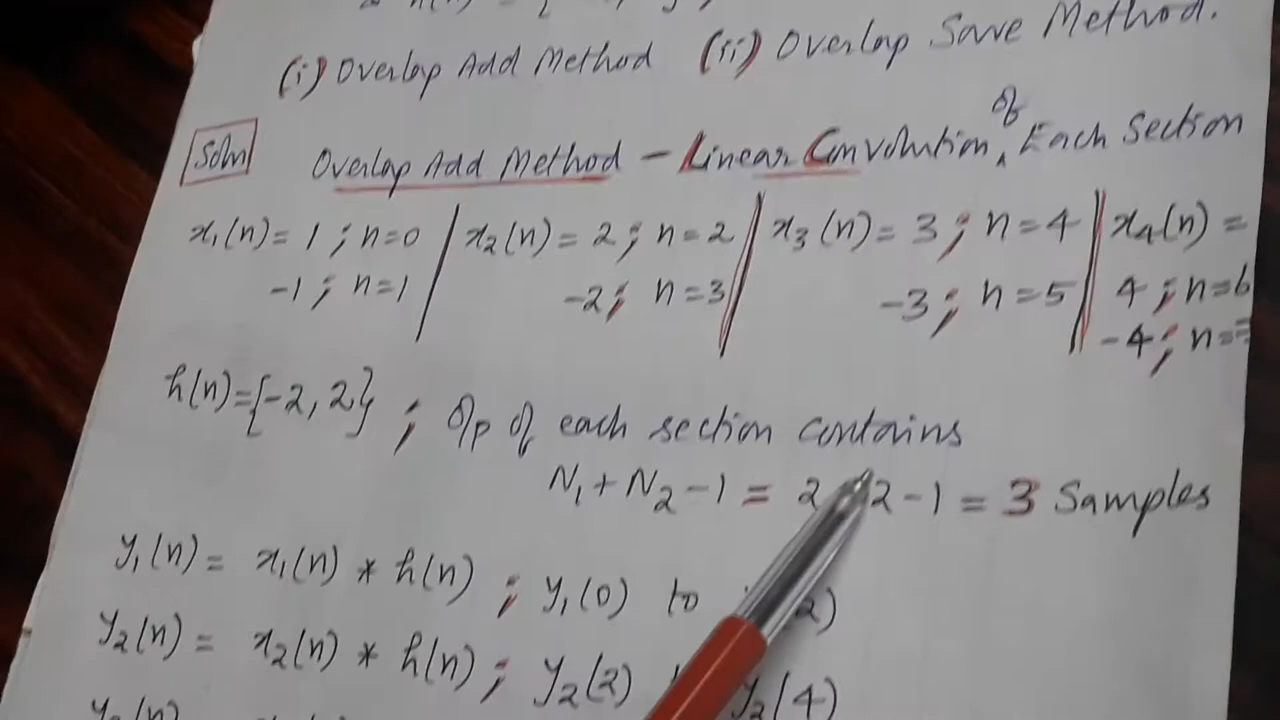 (i) Overlap Add Method (ii) Overlap Save Method.
Soln Overlap Add Method - Linear Convolution of Each Section
x1(n) = 1 ; n=0 | x2(n) = 2 ; n=2 | x3(n) = 3 ; n=4 | x4(n) =
-1 ; n=1 -2 ; n=3 -3 ; n=5 4 ; n=6
-4 ; n=
h(n)={-2, 2} ; O/p of each section contains
N1 + N2 - 1 = 2 2 - 1 = 3 Samples
y1(n) = x1(n) * h(n) ; y1(0) to 2)
y2(n) = x2(n) * h(n) ; y2(2) y2(4)